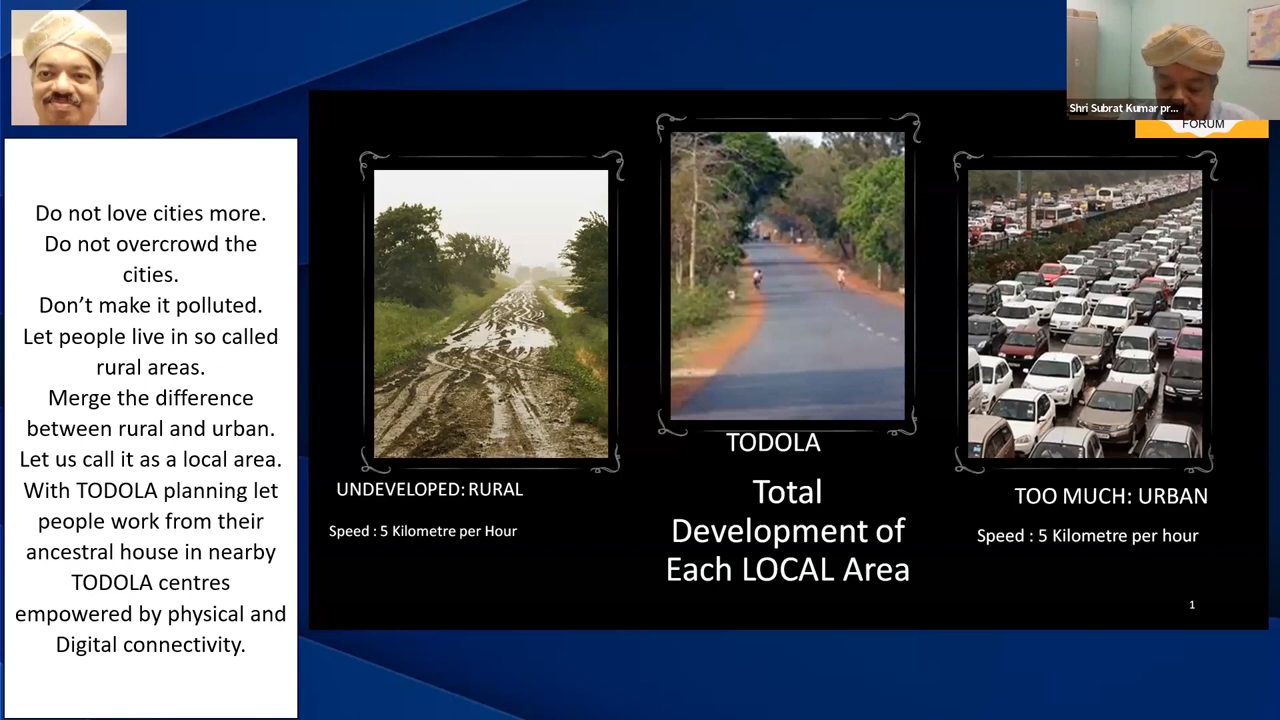 Do not love cities more.
Do not overcrowd the
cities.
Don’t make it polluted.
Let people live in so called
rural areas.
Merge the difference
between rural and urban.
Let us call it as a local area.
With TODOLA planning let
people work from their
ancestral house in nearby
TODOLA centres
empowered by physical and
Digital connectivity.
UNDEVELOPED: RURAL
Speed : 5 Kilometre per Hour
TODOLA
Total
Development of
Each LOCAL Area
TOO MUCH: URBAN
Speed : 5 Kilometre per hour
1
Shri Subrat Kumar pr...
FORUM